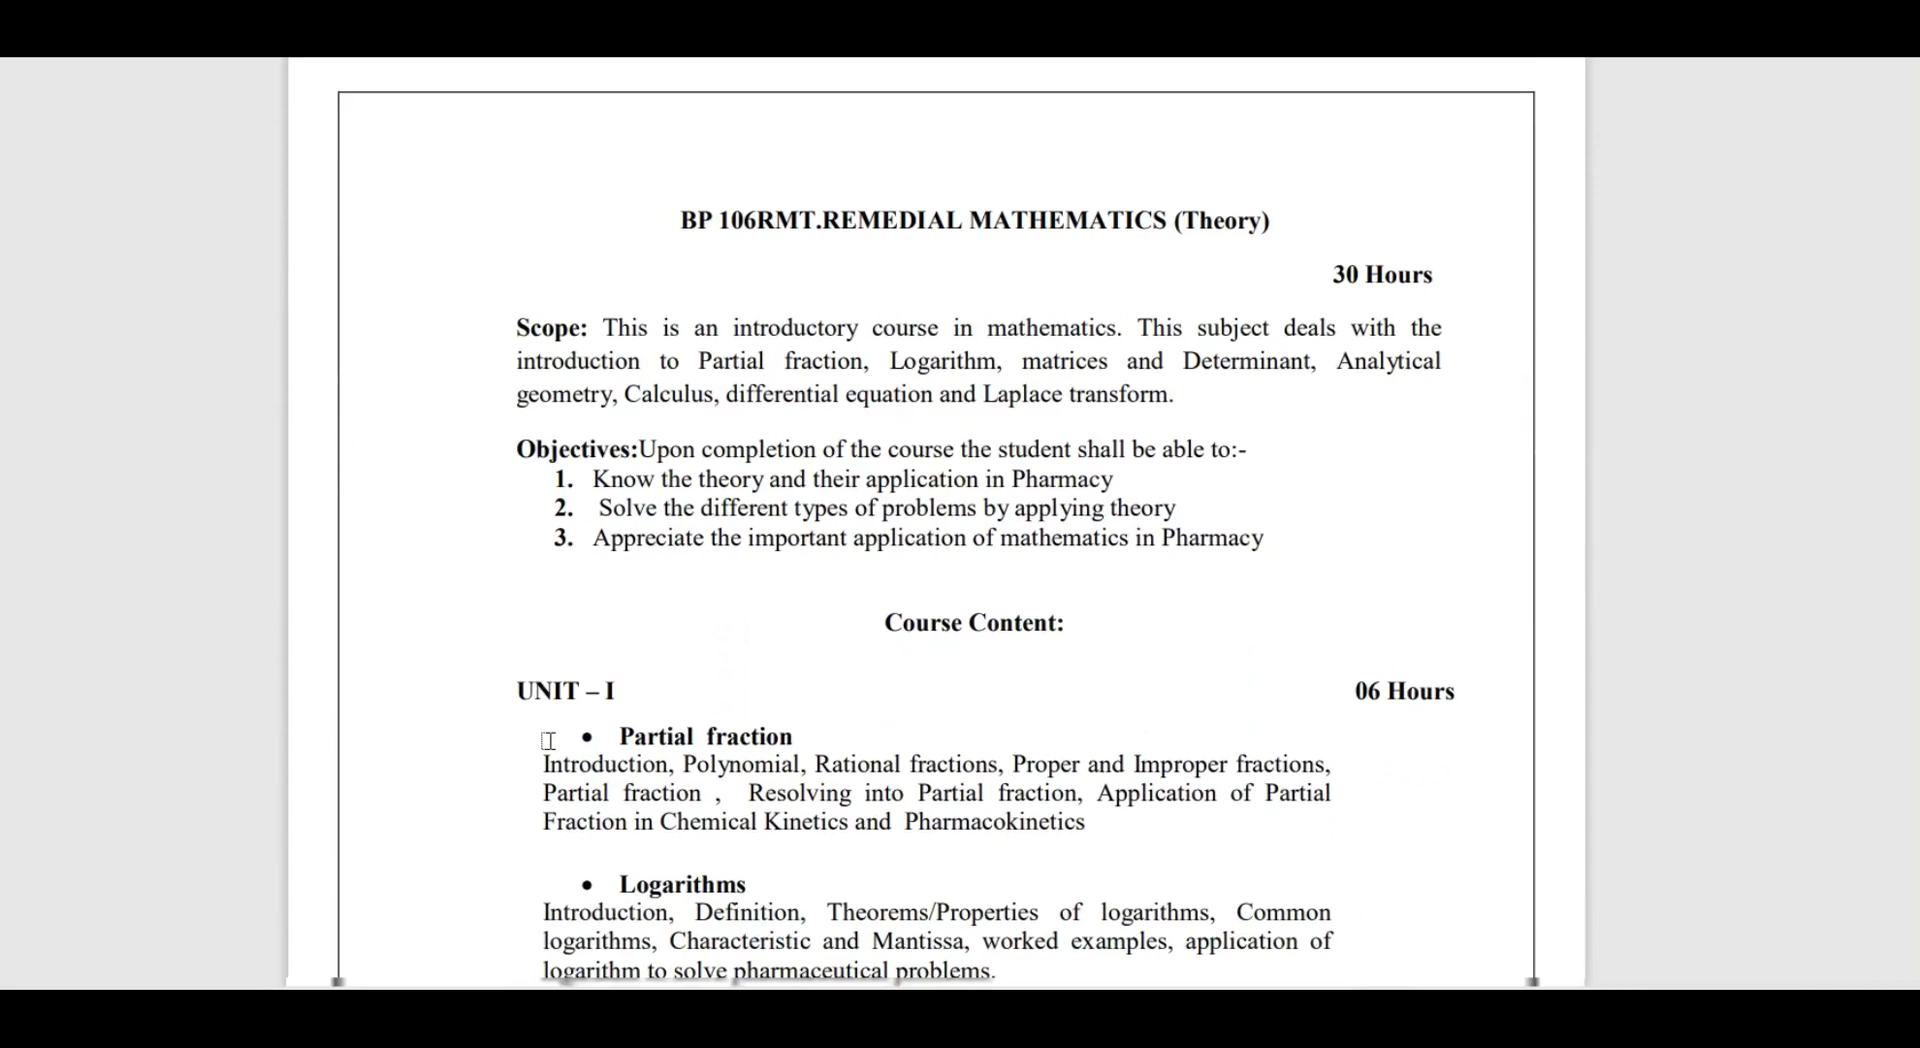 BP 106RMT.REMEDIAL MATHEMATICS (Theory)
30 Hours
Scope: This is an introductory course in mathematics. This subject deals with the
introduction to Partial fraction, Logarithm, matrices and Determinant, Analytical
geometry, Calculus, differential equation and Laplace transform.
Objectives:Upon completion of the course the student shall be able to:-
1. Know the theory and their application in Pharmacy
2. Solve the different types of problems by applying theory
3. Appreciate the important application of mathematics in Pharmacy
Course Content:
UNIT – I 06 Hours
• Partial fraction
Introduction, Polynomial, Rational fractions, Proper and Improper fractions,
Partial fraction , Resolving into Partial fraction, Application of Partial
Fraction in Chemical Kinetics and Pharmacokinetics
• Logarithms
Introduction, Definition, Theorems/Properties of logarithms, Common
logarithms, Characteristic and Mantissa, worked examples, application of
logarithm to solve pharmaceutical problems.